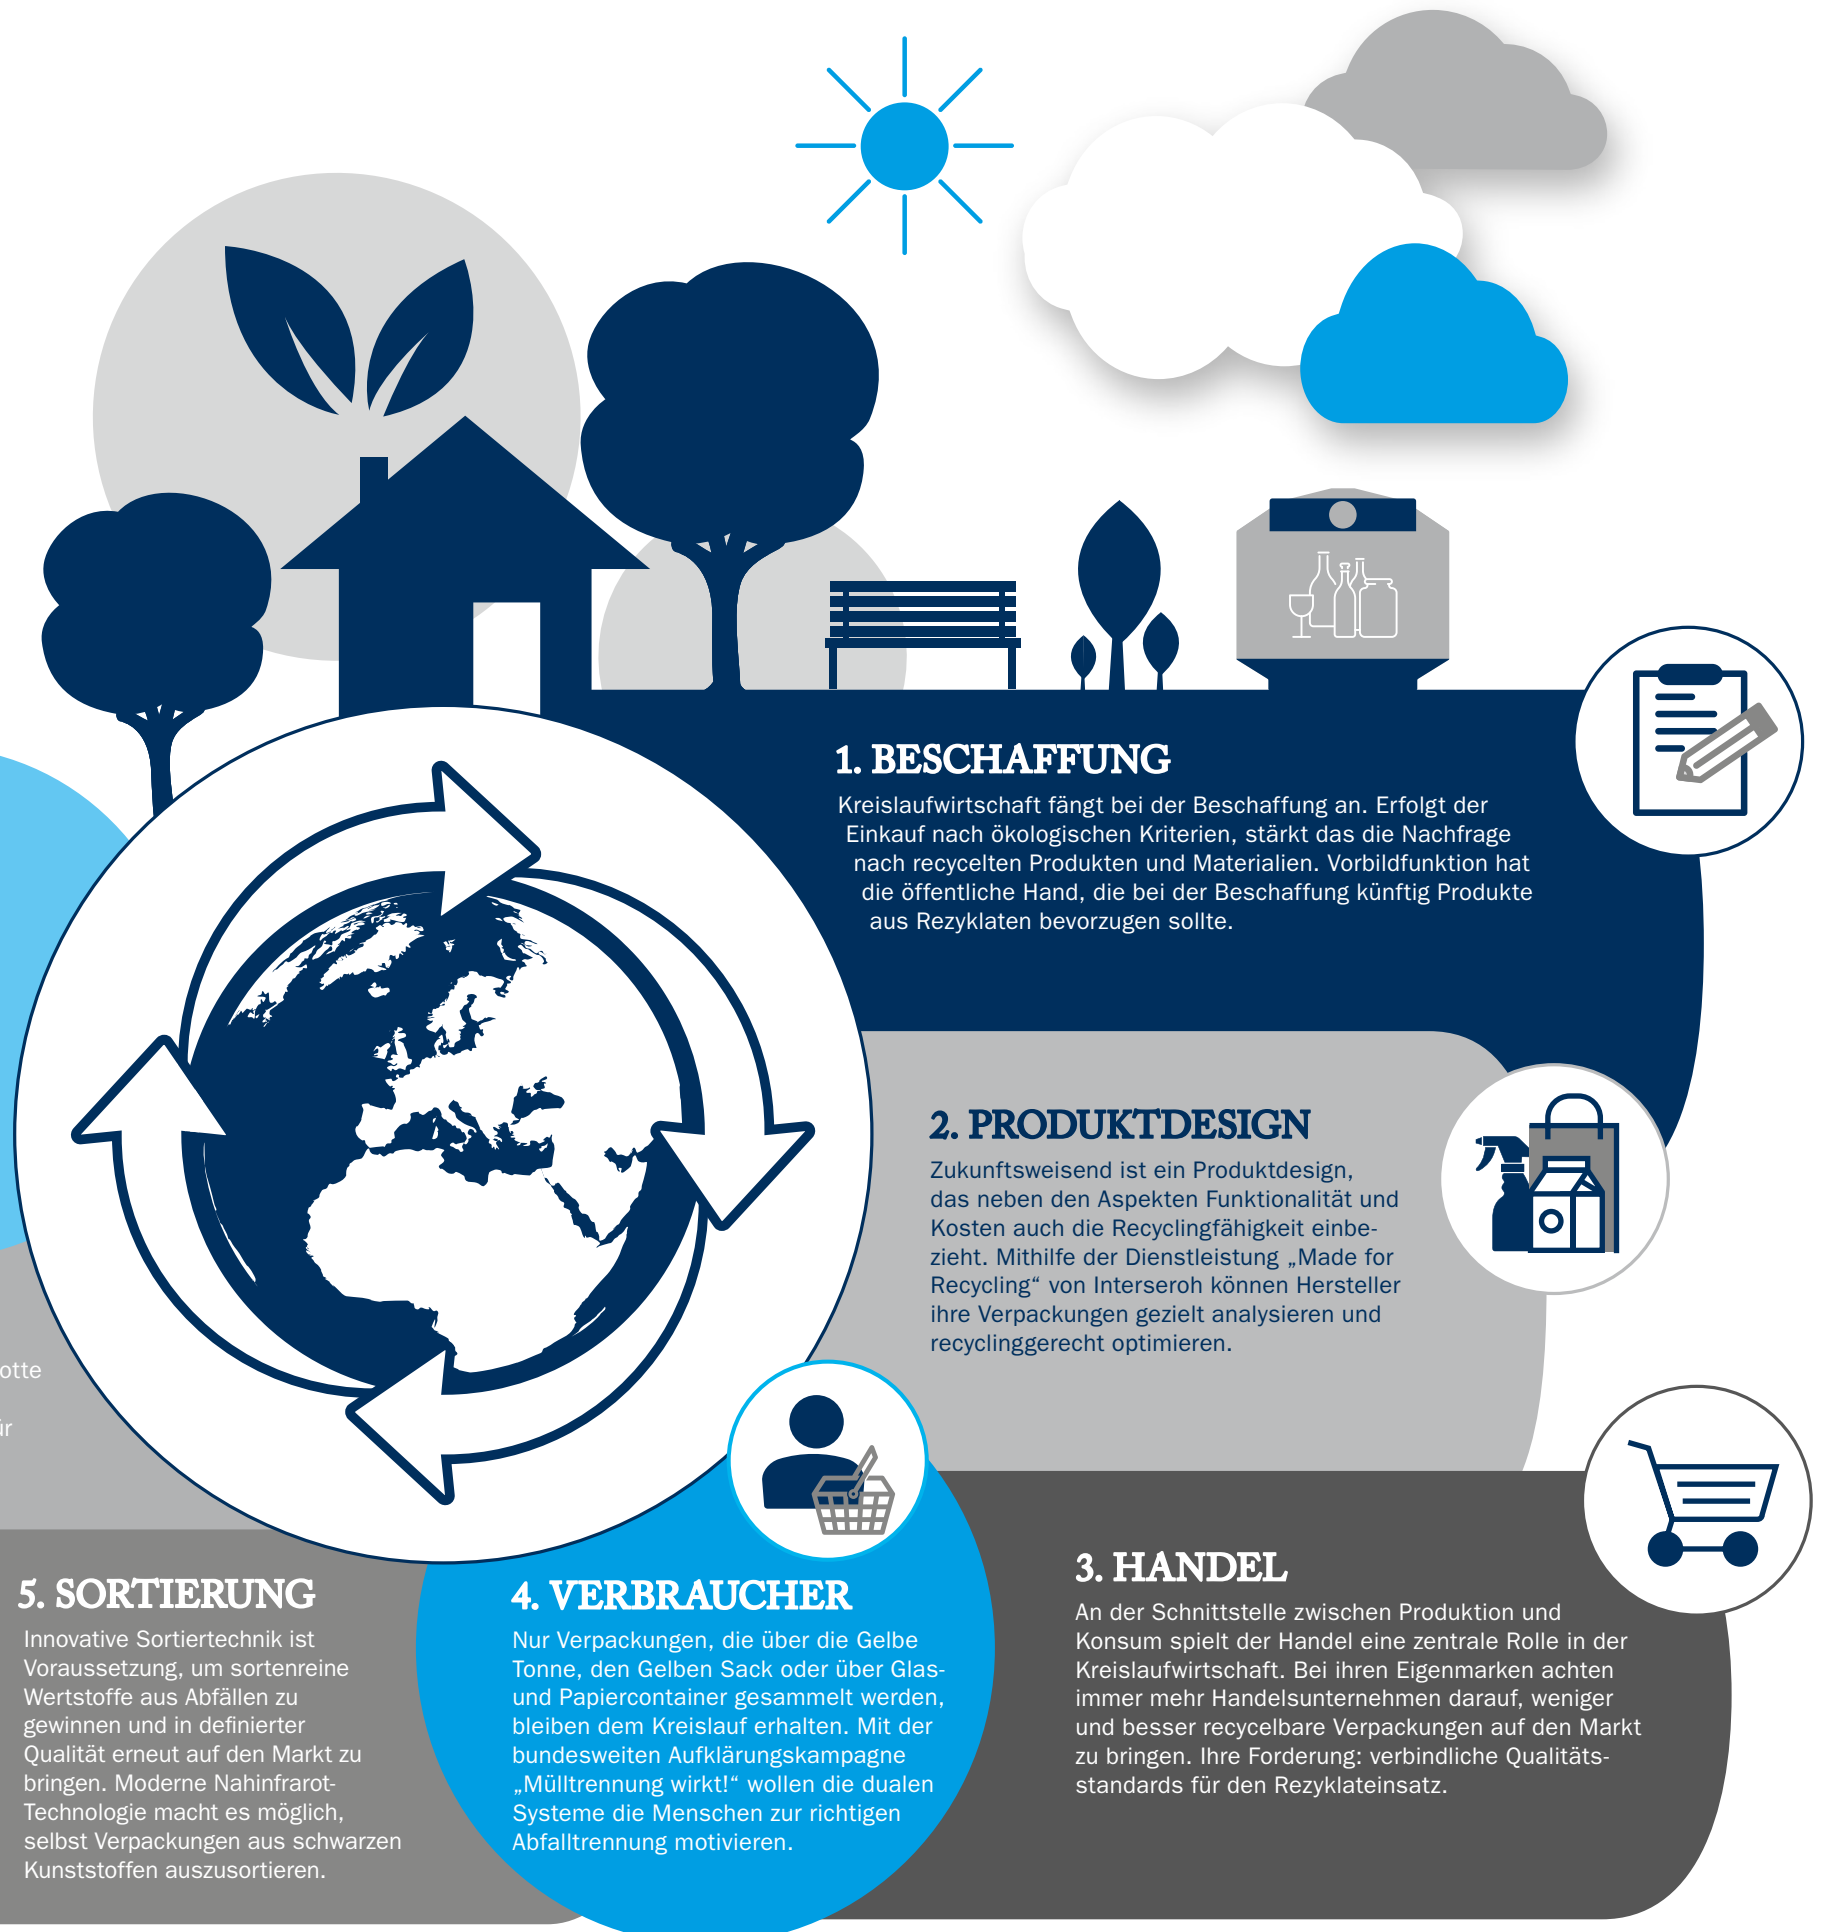 1. BESCHAFFUNG
Kreislaufwirtschaft fängt bei der Beschaffung an. Erfolgt der
Einkauf nach ökologischen Kriterien, stärkt das die Nachfrage
nach recycelten Produkten und Materialien. Vorbildfunktion hat
die öffentliche Hand, die bei der Beschaffung künftig Produkte
aus Rezyklaten bevorzugen sollte.
2. PRODUKTDESIGN
Zukunftsweisend ist ein Produktdesign,
das neben den Aspekten Funktionalität und
Kosten auch die Recyclingfähigkeit einbe-
zieht. Mithilfe der Dienstleistung „Made for
Recycling“ von Interseroh können Hersteller
ihre Verpackungen gezielt analysieren und
recyclinggerecht optimieren.
3. HANDEL
An der Schnittstelle zwischen Produktion und
Konsum spielt der Handel eine zentrale Rolle in der
Kreislaufwirtschaft. Bei ihren Eigenmarken achten
immer mehr Handelsunternehmen darauf, weniger
und besser recycelbare Verpackungen auf den Markt
zu bringen. Ihre Forderung: verbindliche Qualitäts-
standards für den Rezyklateinsatz.
4. VERBRAUCHER
Nur Verpackungen, die über die Gelbe
Tonne, den Gelben Sack oder über Glas-
und Papiercontainer gesammelt werden,
bleiben dem Kreislauf erhalten. Mit der
bundesweiten Aufklärungskampagne
„Mülltrennung wirkt!“ wollen die dualen
Systeme die Menschen zur richtigen
Abfalltrennung motivieren.
5. SORTIERUNG
Innovative Sortiertechnik ist
Voraussetzung, um sortenreine
Wertstoffe aus Abfällen zu
gewinnen und in definierter
Qualität erneut auf den Markt zu
bringen. Moderne Nahinfrarot-
Technologie macht es möglich,
selbst Verpackungen aus schwarzen
Kunststoffen auszusortieren.
otte